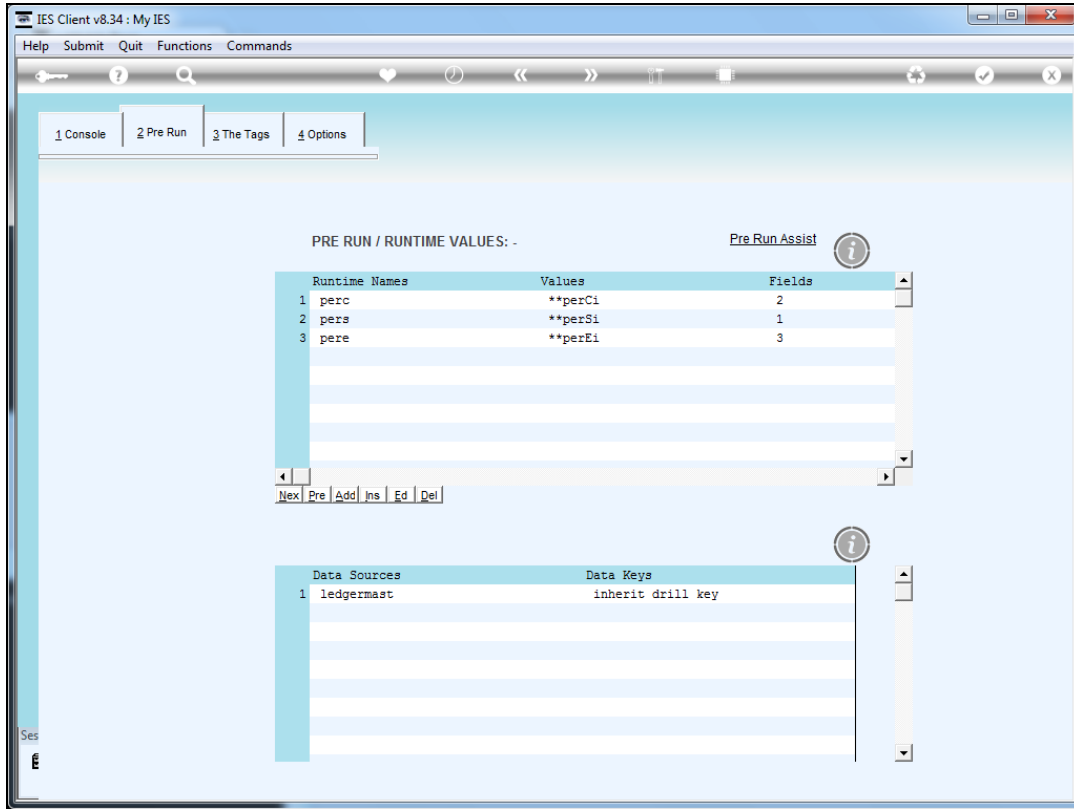 IES Client v8.34 : My IES
Help Submit Quit Functions Commands
1 Console 2 Pre Run 3 The Tags 4 Options
PRE RUN / RUNTIME VALUES: - Pre Run Assist
Runtime Names Values Fields
1 perc **perCi 2
2 pers **perSi 1
3 pere **perEi 3
Nex Pre Add Ins Ed Del
Data Sources Data Keys
1 ledgermast inherit drill key
Ses